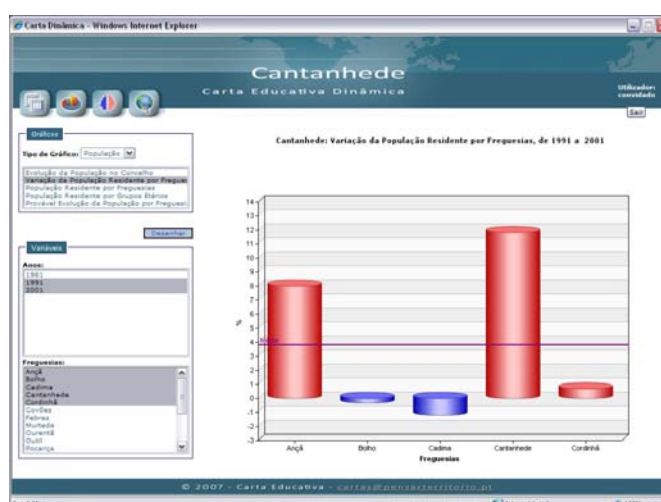 Carta Dinâmica - Windows Internet Explorer
Cantanhede
Carta Educativa Dinâmica
Utilizador:
convidado
Sair
Gráficos
Tipo de Gráfico: População
Evolução da População no Concelho
Variação da População Residente por Fregues
População Residente por Freguesias
População Residente por Grupos Etários
Provável Evolução da População por Freguesi
Desenhar
Variáveis
Anos:
1981
1991
2001
Freguesias:
Ançã
Bolho
Cadima
Cantanhede
Cordinhã
Covões
Febres
Murtede
Ourentã
Outil
Pocariça
Cantanhede: Variação da População Residente por Freguesias, de 1991 a 2001
14
13
12
11
10
9
8
7
6
5
4
3
2
1
0
-1
-2
-3
%
Ançã
Bolho
Cadima
Cantanhede
Cordinhã
Freguesias
© 2007 - Carta Educativa - cartas@pensarterritorio.pt